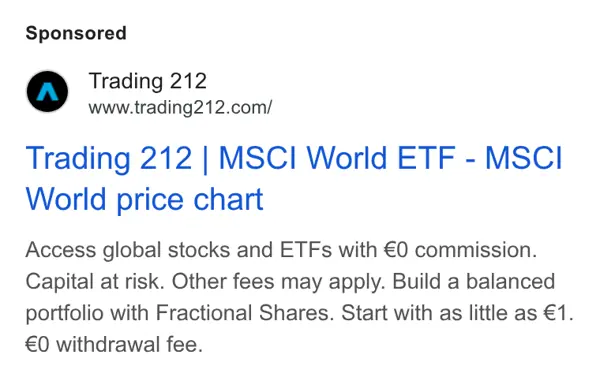 Sponsored
Trading 212
www.trading212.com/
Trading 212 | MSCI World ETF - MSCI
World price chart
Access global stocks and ETFs with €0 commission.
Capital at risk. Other fees may apply. Build a balanced
portfolio with Fractional Shares. Start with as little as €1.
€0 withdrawal fee.